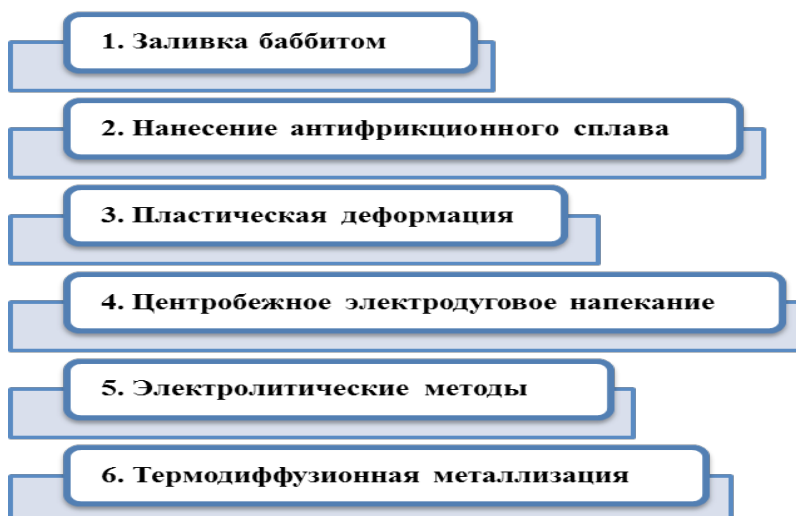 1. Заливка баббитом
2. Нанесение антифрикционного сплава
3. Пластическая деформация
4. Центробежное электродуговое напекание
5. Электролитические методы
6. Термодиффузионная металлизация